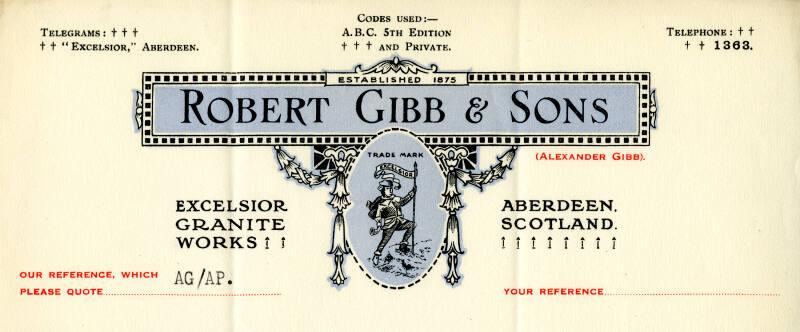 TELEGRAMS: † † †
† † "EXCELSIOR," ABERDEEN.
CODES USED:—
A.B.C. 5TH EDITION
† † † AND PRIVATE.
TELEPHONE: † †
† † 1363.
ESTABLISHED 1875
ROBERT GIBB & SONS
(ALEXANDER GIBB).
TRADE MARK
EXCELSIOR
EXCELSIOR
GRANITE
WORKS
ABERDEEN,
SCOTLAND.
OUR REFERENCE, WHICH
PLEASE QUOTE AG/AP.
YOUR REFERENCE